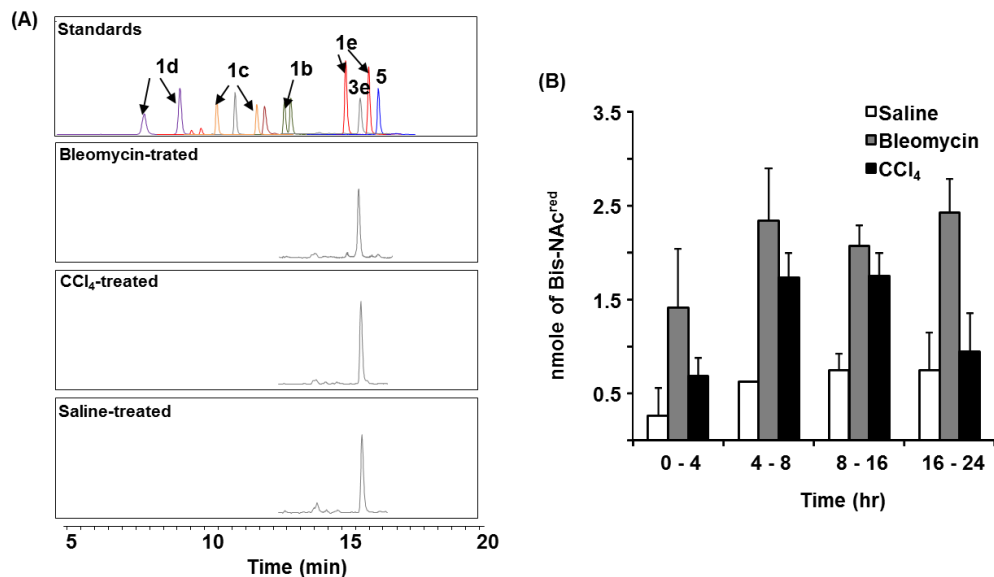 (A)
Standards
1d
1c
1b
1e
3e
5
Bleomycin-trated
CCl₄-treated
Saline-treated
5 10 15 20
Time (min)
(B)
nmole of Bis-NAcʳᵉᵈ
3.5
2.5
1.5
0.5
Saline
Bleomycin
CCl₄
0 - 4 4 - 8 8 - 16 16 - 24
Time (hr)